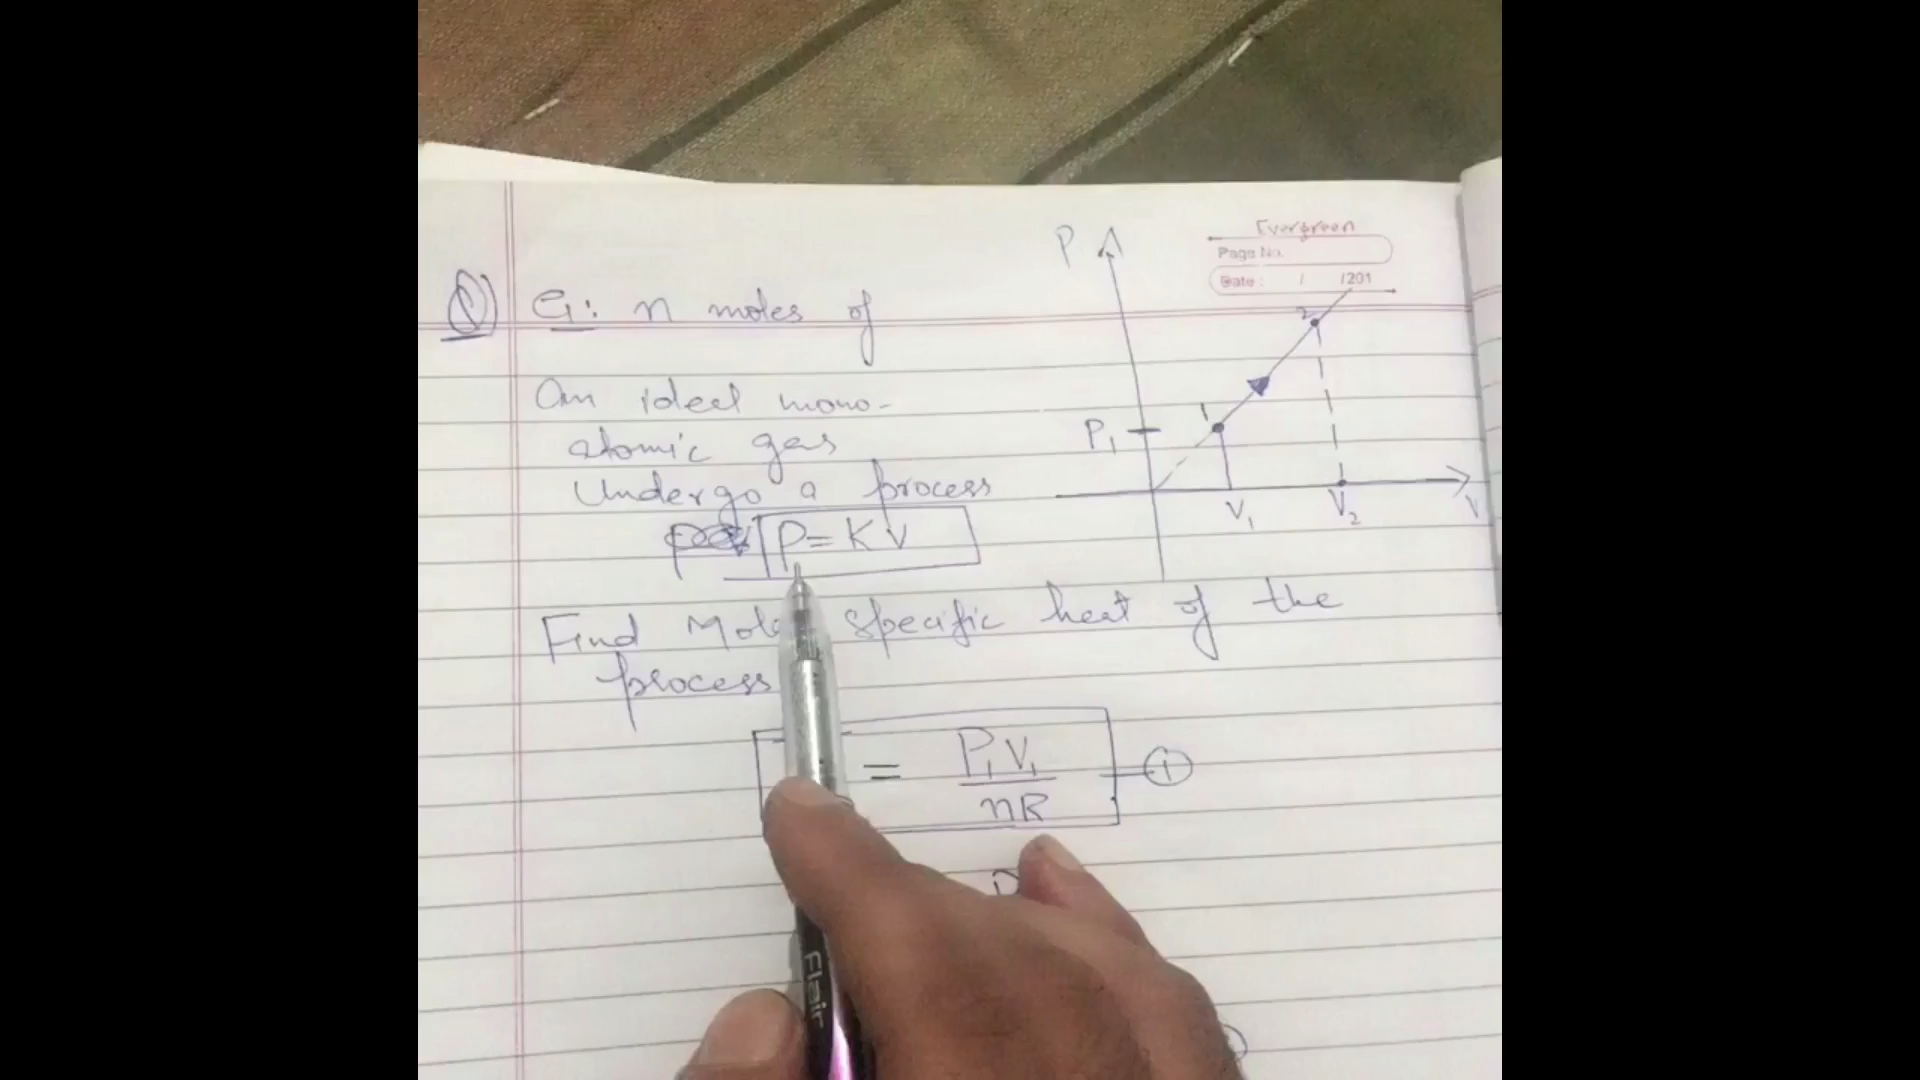 Q) G: n moles of
An ideal mono-
atomic gas
Undergo a process
P = KV
Find Molar specific heat of the
process
= P₁V₁
nR
1
P
Evergreen
Page No.
Date : / /201
2
1
P₁
V₁ V₂ V
Flair